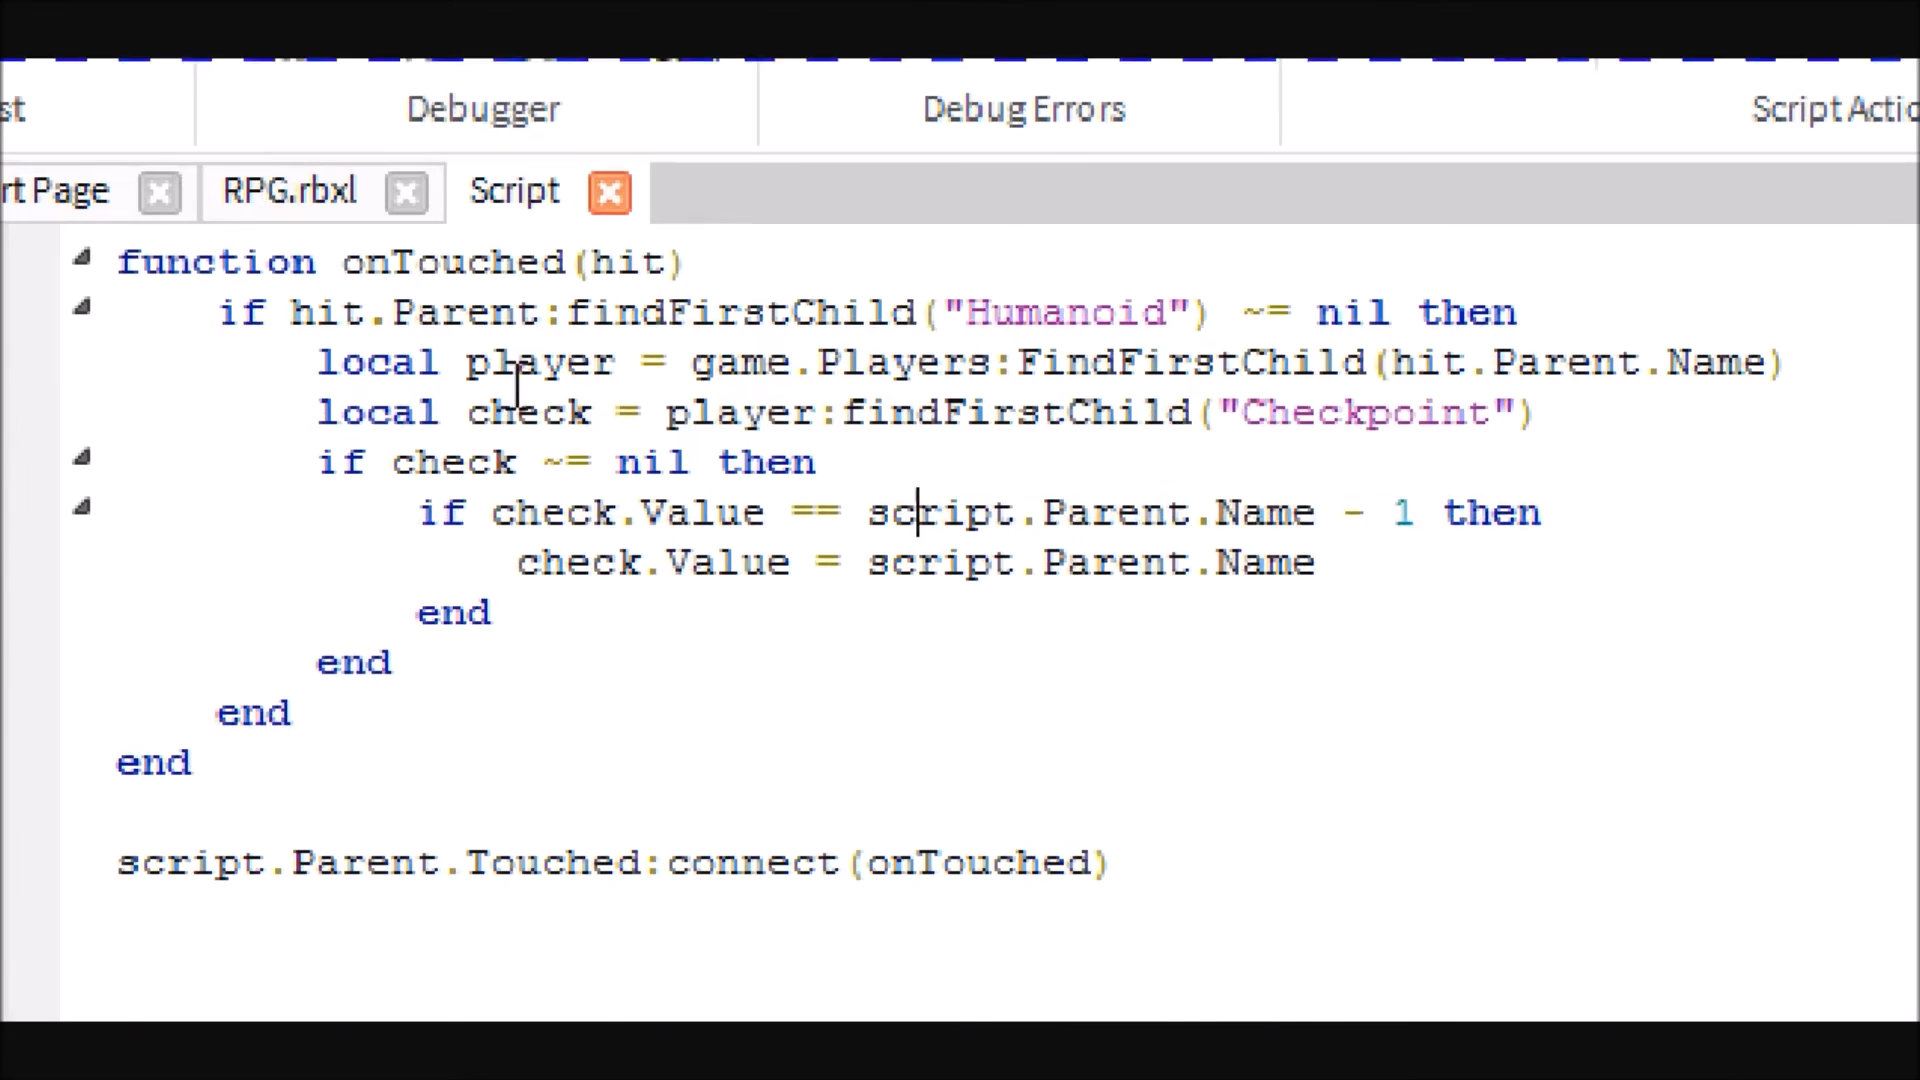 st Debugger Debug Errors Script Actio
rt Page RPG.rbxl Script
function onTouched(hit)
if hit.Parent:findFirstChild("Humanoid") ~= nil then
local player = game.Players:FindFirstChild(hit.Parent.Name)
local check = player:findFirstChild("Checkpoint")
if check ~= nil then
if check.Value == script.Parent.Name - 1 then
check.Value = script.Parent.Name
end
end
end
end
script.Parent.Touched:connect(onTouched)